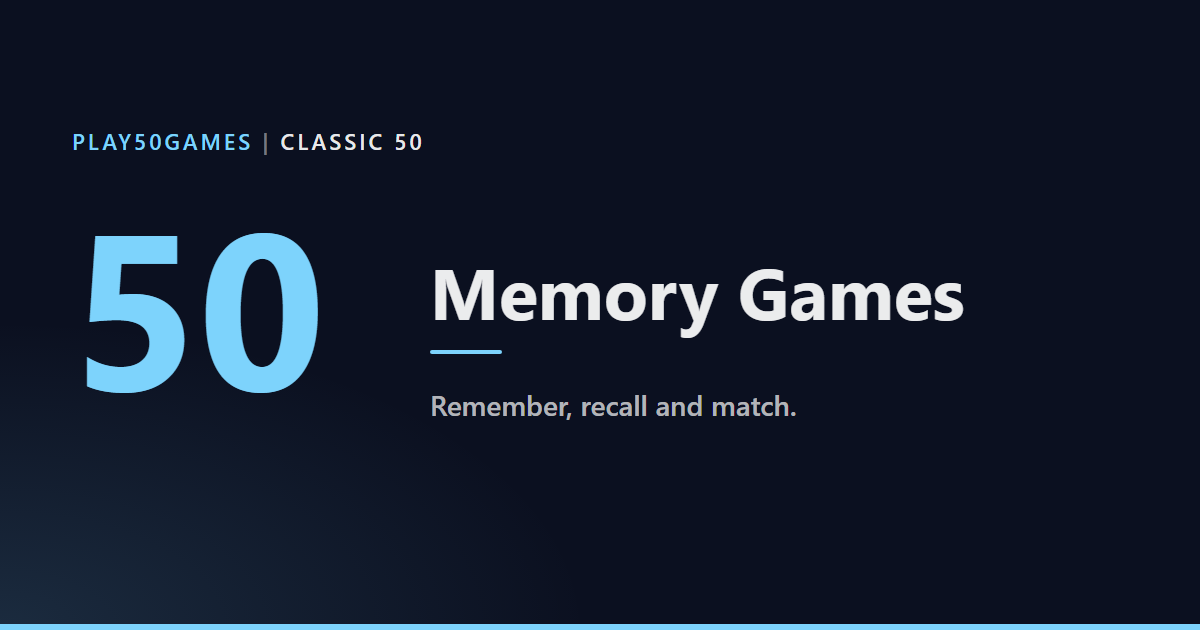 PLAY50GAMES | CLASSIC 50
50
Memory Games
Remember, recall and match.